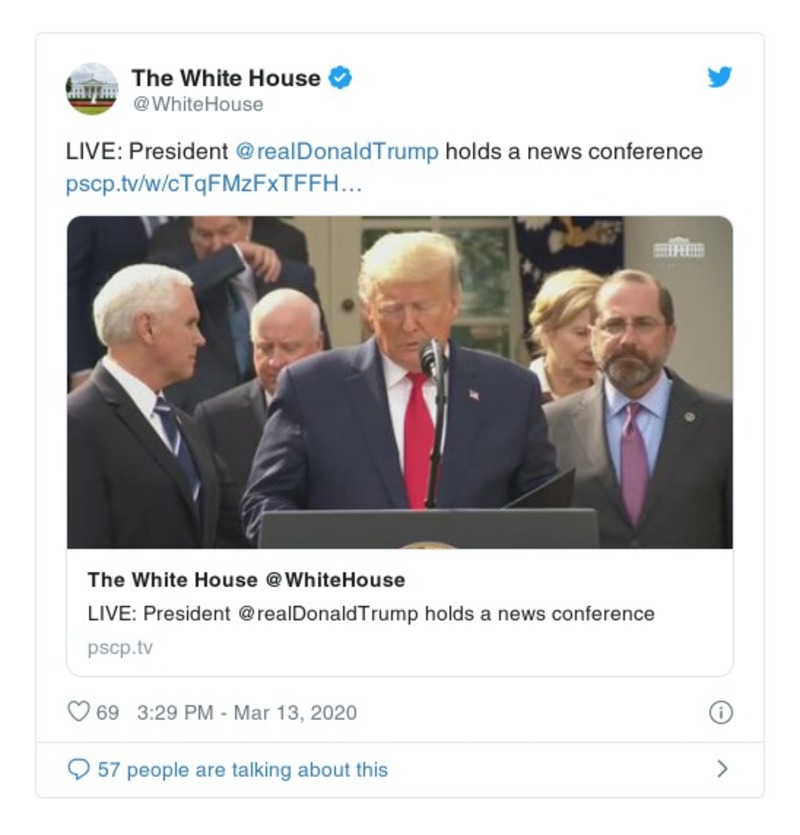 The White House
@WhiteHouse
LIVE: President @realDonaldTrump holds a news conference
pscp.tv/w/cTqFMzFxTFFH…
The White House @WhiteHouse
LIVE: President @realDonaldTrump holds a news conference
pscp.tv
69 3:29 PM - Mar 13, 2020
57 people are talking about this